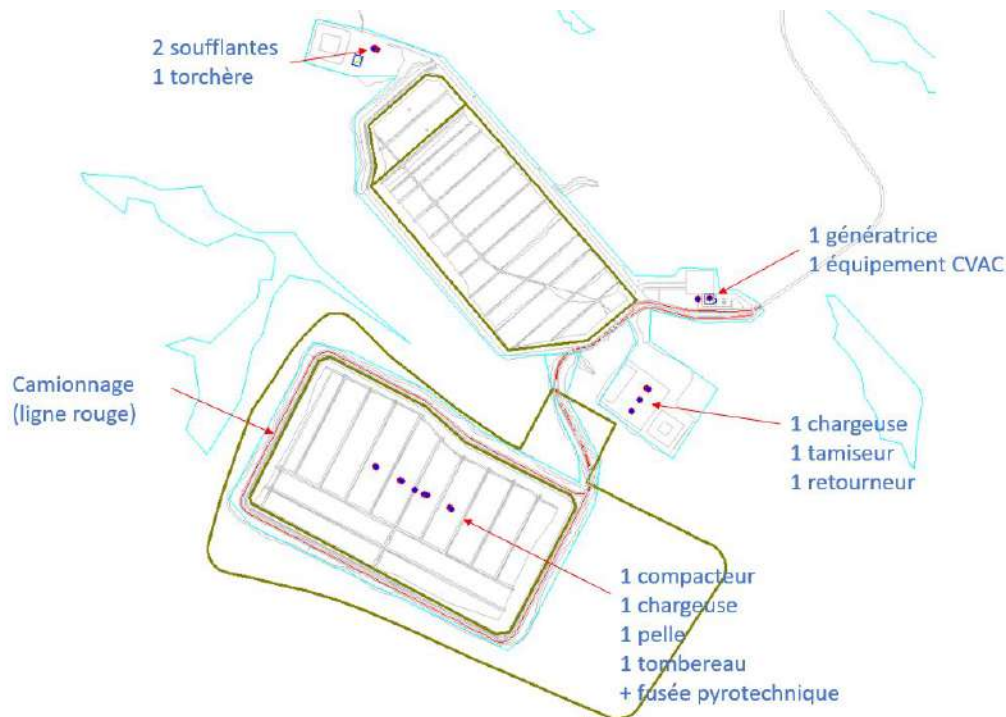 2 soufflantes
1 torchère
1 génératrice
1 équipement CVAC
Camionnage
(ligne rouge)
1 chargeuse
1 tamiseur
1 retourneur
1 compacteur
1 chargeuse
1 pelle
1 tombereau
+ fusée pyrotechnique